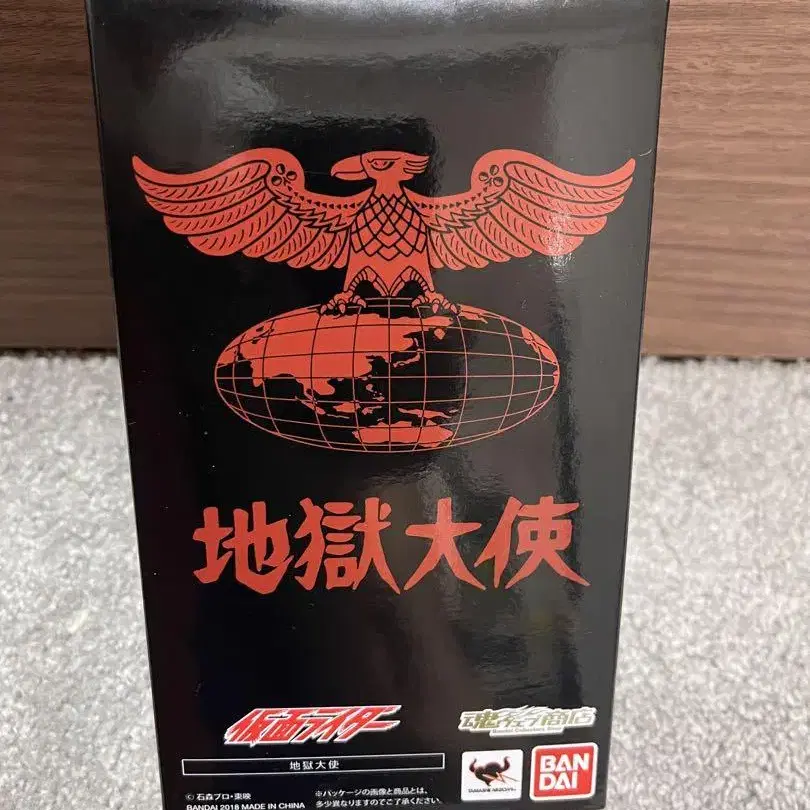 地獄大使
仮面ライダー
魂ウェブ商店
Bandai Collectors Shop
地獄大使
© 石森プロ・東映
BANDAI 2018 MADE IN CHINA
※パッケージの画像と商品とは、
多少異なりますのでご了承ください。
TAMASHII NATIONS
BAN
DAI